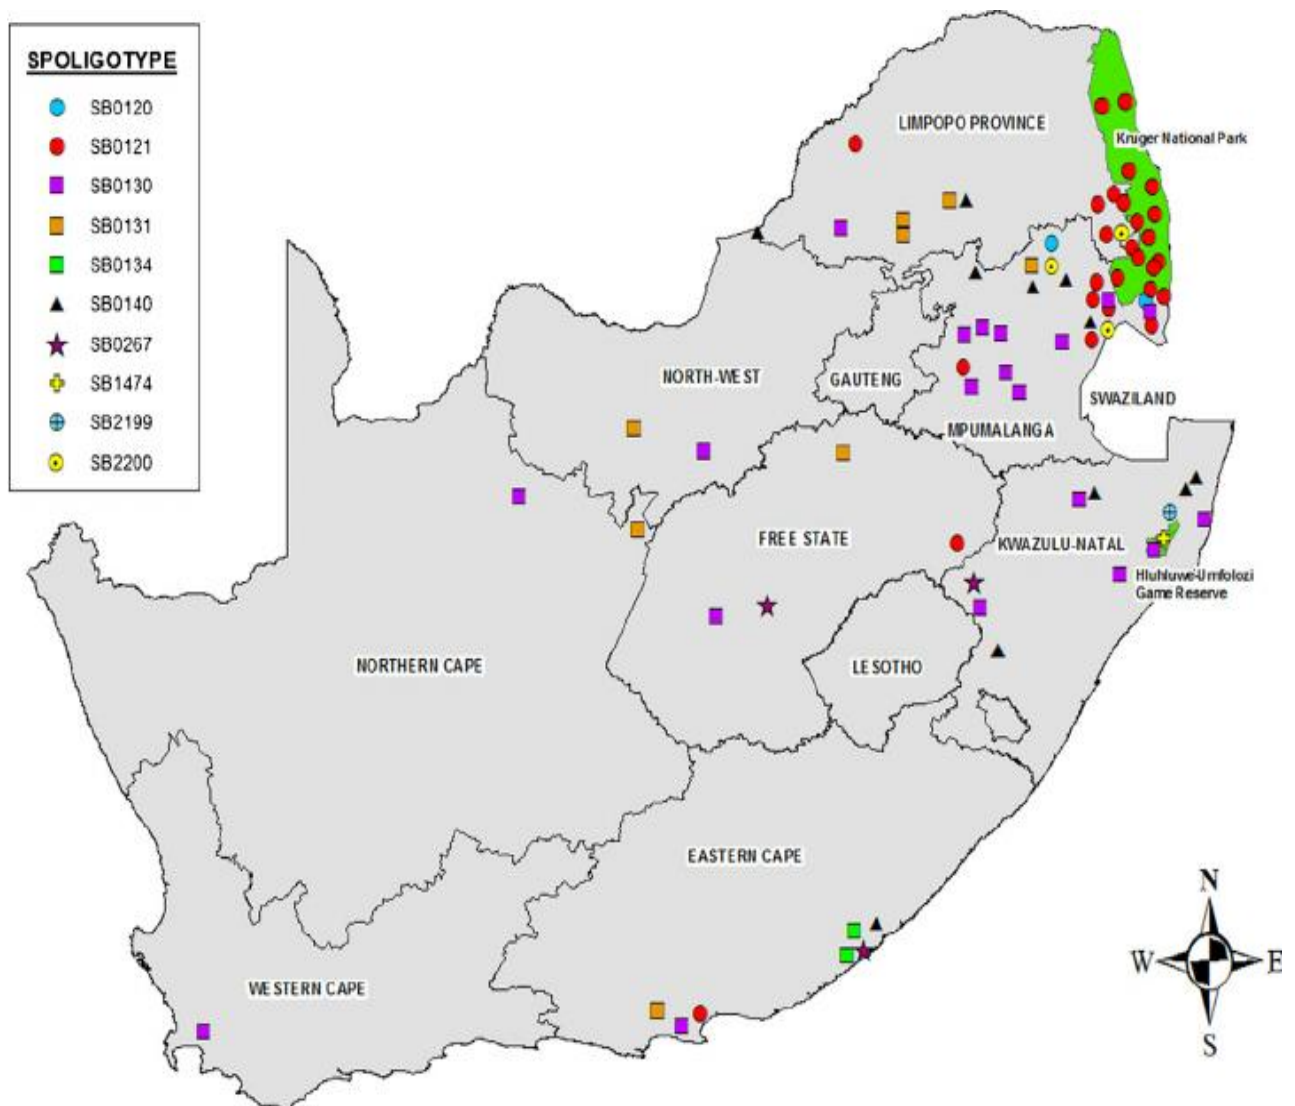 SPOLIGOTYPE
SB0120
SB0121
SB0130
SB0131
SB0134
SB0140
SB0267
SB1474
SB2199
SB2200
LIMPOPO PROVINCE
Kruger National Park
NORTH-WEST
GAUTENG
SWAZILAND
MPUMALANGA
FREE STATE
KWAZULU-NATAL
Hluhluwe-Umfolozi
Game Reserve
NORTHERN CAPE
LESOTHO
EASTERN CAPE
WESTERN CAPE
N
W
E
S